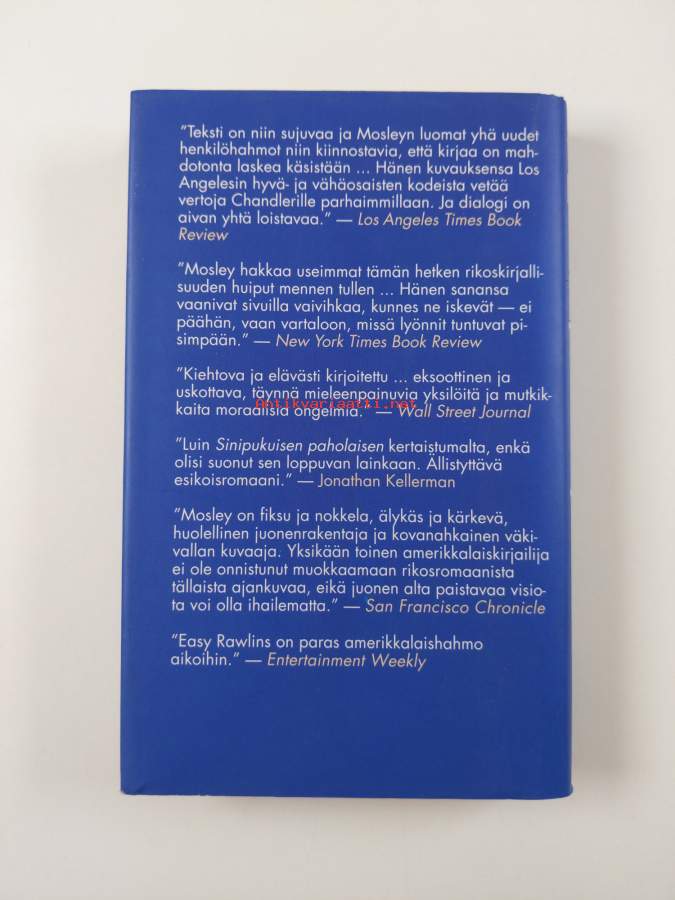 "Teksti on niin sujuvaa ja Mosleyn luomat yhä uudet
henkilöhahmot niin kiinnostavia, että kirjaa on mah-
dotonta laskea käsistään ... Hänen kuvauksensa Los
Angelesin hyvä- ja vähäosaisten kodeista vetää
vertoja Chandlerille parhaimmillaan. Ja dialogi on
aivan yhtä loistavaa." — Los Angeles Times Book
Review
"Mosley hakkaa useimmat tämän hetken rikoskirjalli-
suuden huiput mennen tullen ... Hänen sanansa
vaanivat sivuilla vaivihkaa, kunnes ne iskevät — ei
päähän, vaan vartaloon, missä lyönnit tuntuvat pi-
simpään." — New York Times Book Review
"Kiehtova ja elävästi kirjoitettu ... eksoottinen ja
uskottava, täynnä mieleenpainuvia yksilöitä ja mutkik-
kaita moraalisia ongelmia." — Wall Street Journal
Antikvariaatti.net
"Luin Sinipukuisen paholaisen kertaistumalta, enkä
olisi suonut sen loppuvan lainkaan. Ällistyttävä
esikoisromaani." — Jonathan Kellerman
"Mosley on fiksu ja nokkela, älykäs ja kärkevä,
huolellinen juonenrakentaja ja kovanahkainen väki-
vallan kuvaaja. Yksikään toinen amerikkalaiskirjailija
ei ole onnistunut muokkaamaan rikosromaanista
tällaista ajankuvaa, eikä juonen alta paistavaa visio-
ta voi olla ihailematta." — San Francisco Chronicle
"Easy Rawlins on paras amerikkalaishahmo
aikoihin." — Entertainment Weekly